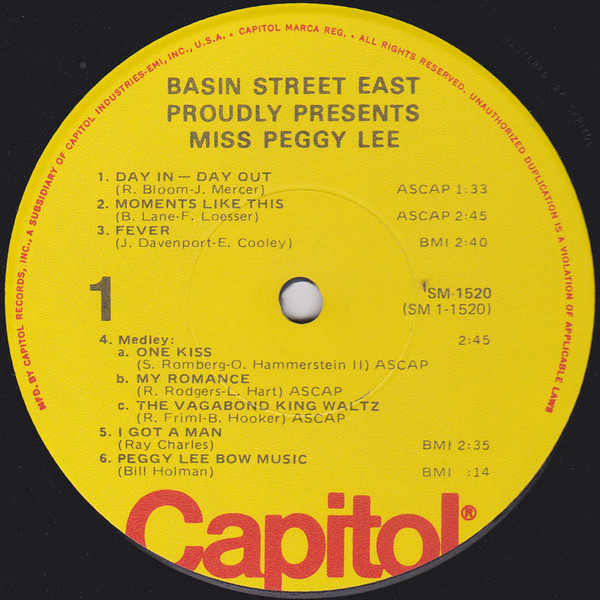 MFD. BY CAPITOL RECORDS, INC., A SUBSIDIARY OF CAPITOL INDUSTRIES-EMI, INC., U.S.A. • CAPITOL MARCA REG. • ALL RIGHTS RESERVED. UNAUTHORIZED DUPLICATION IS A VIOLATION OF APPLICABLE LAWS
BASIN STREET EAST
PROUDLY PRESENTS
MISS PEGGY LEE
1. DAY IN — DAY OUT
(R. Bloom-J. Mercer) ASCAP 1:33
2. MOMENTS LIKE THIS
(B. Lane-F. Loesser) ASCAP 2:45
3. FEVER
(J. Davenport-E. Cooley) BMI 2:40
1
SM-1520
(SM 1-1520)
4. Medley: 2:45
a. ONE KISS
(S. Romberg-O. Hammerstein II) ASCAP
b. MY ROMANCE
(R. Rodgers-L. Hart) ASCAP
c. THE VAGABOND KING WALTZ
(R. Friml-B. Hooker) ASCAP
5. I GOT A MAN
(Ray Charles) BMI 2:35
6. PEGGY LEE BOW MUSIC
(Bill Holman) BMI :14
Capitol®